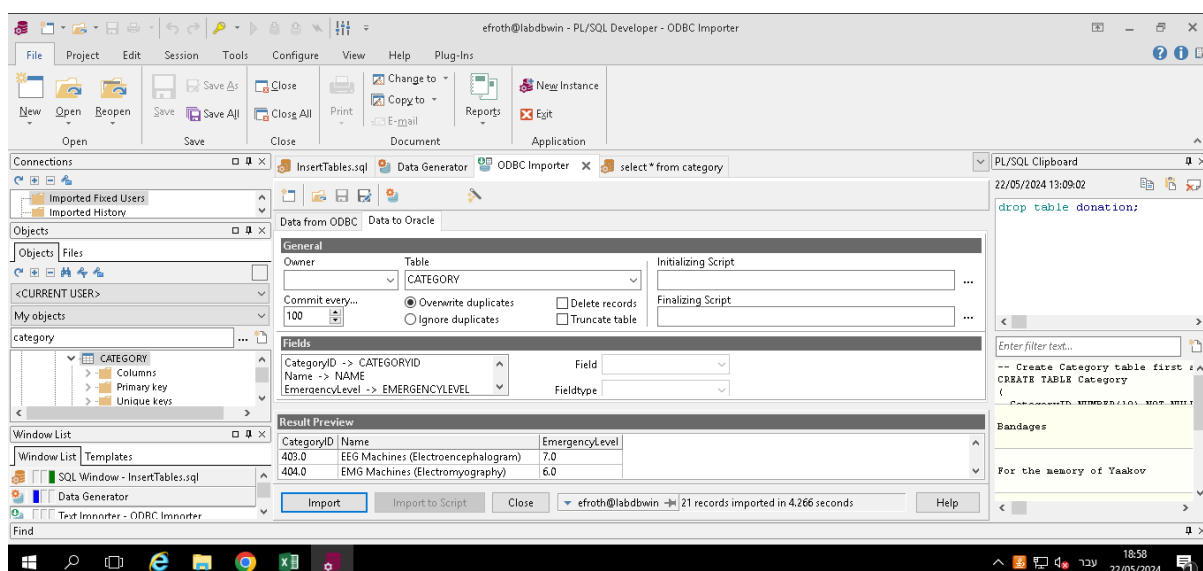 efroth@labdbwin - PL/SQL Developer - ODBC Importer
File Project Edit Session Tools Configure View Help Plug-Ins
New Open Reopen Save Save As Save All Close Close All Print Change to Copy to E-mail Reports New Instance Exit
Open Save Close Document Application
Connections
Imported Fixed Users
Imported History
Objects
Objects Files
<CURRENT USER>
My objects
category ...
CATEGORY
Columns
Primary key
Unique keys
Window List
Window List Templates
SQL Window - InsertTables.sql
Data Generator
Text Importer - ODBC Importer
InsertTables.sql Data Generator ODBC Importer select * from category
Data from ODBC Data to Oracle
General
Owner Table Initializing Script
CATEGORY ...
Commit every... Overwrite duplicates Delete records Finalizing Script
100 Ignore duplicates Truncate table ...
Fields
CategoryID -> CATEGORYID
Name -> NAME
EmergencyLevel -> EMERGENCYLEVEL
Field
Fieldtype
Result Preview
CategoryID Name EmergencyLevel
403.0 EEG Machines (Electroencephalogram) 7.0
404.0 EMG Machines (Electromyography) 6.0
Import Import to Script Close efroth@labdbwin 21 records imported in 4.266 seconds Help
PL/SQL Clipboard
22/05/2024 13:09:02
drop table donation;
Enter filter text...
-- Create Category table first
CREATE TABLE Category
(
CategoryID NUMBER(10) NOT NULL
Bandages
For the memory of Yaakov
Find
עבר 18:58
22/05/2024